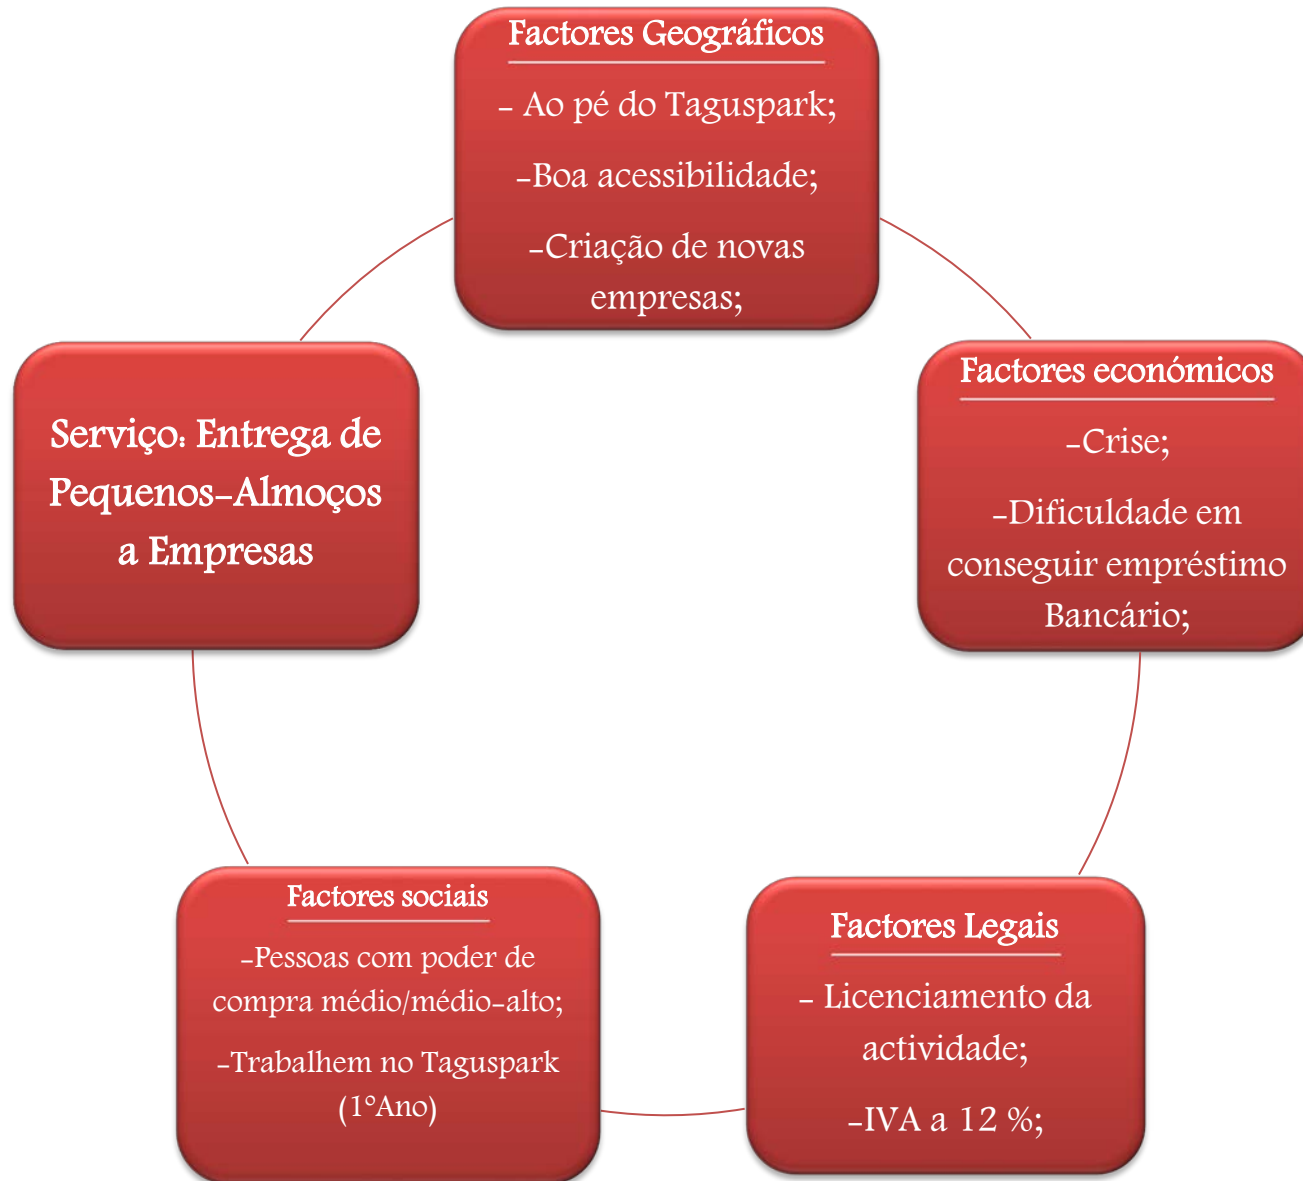 Factores Geográficos
- Ao pé do Taguspark;
-Boa acessibilidade;
-Criação de novas
empresas;
Factores económicos
-Crise;
-Dificuldade em
conseguir empréstimo
Bancário;
Factores Legais
- Licenciamento da
actividade;
-IVA a 12 %;
Factores sociais
-Pessoas com poder de
compra médio/médio-alto;
-Trabalhem no Taguspark
(1ºAno)
Serviço: Entrega de
Pequenos-Almoços
a Empresas